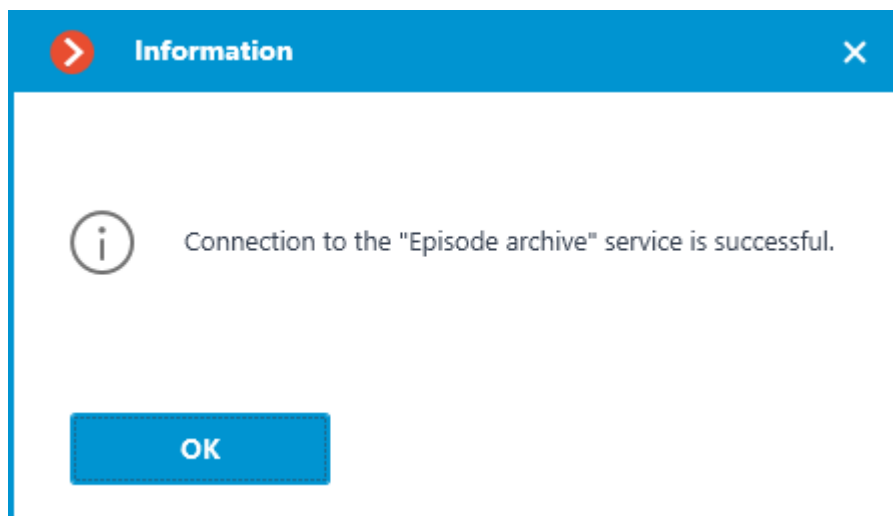 Information
Connection to the "Episode archive" service is successful.
OK